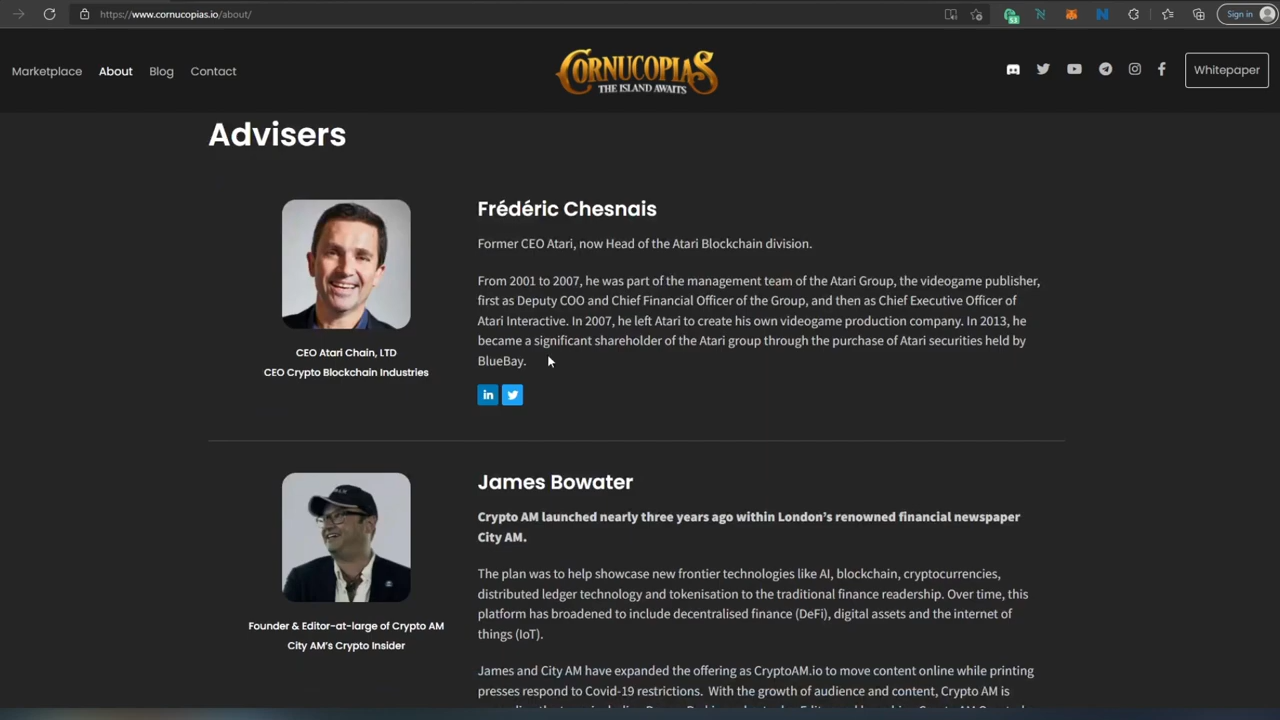 https://www.cornucopias.io/about/
53
Sign in
Marketplace
About
Blog
Contact
CORNUCOPIAS
THE ISLAND AWAITS
Whitepaper
Advisers
Frédéric Chesnais
Former CEO Atari, now Head of the Atari Blockchain division.
From 2001 to 2007, he was part of the management team of the Atari Group, the videogame publisher,
first as Deputy COO and Chief Financial Officer of the Group, and then as Chief Executive Officer of
Atari Interactive. In 2007, he left Atari to create his own videogame production company. In 2013, he
became a significant shareholder of the Atari group through the purchase of Atari securities held by
BlueBay.
CEO Atari Chain, LTD
CEO Crypto Blockchain Industries
in
James Bowater
Crypto AM launched nearly three years ago within London's renowned financial newspaper
City AM.
The plan was to help showcase new frontier technologies like AI, blockchain, cryptocurrencies,
distributed ledger technology and tokenisation to the traditional finance readership. Over time, this
platform has broadened to include decentralised finance (DeFi), digital assets and the internet of
things (IoT).
Founder & Editor-at-large of Crypto AM
City AM's Crypto Insider
James and City AM have expanded the offering as CryptoAM.io to move content online while printing
presses respond to Covid-19 restrictions. With the growth of audience and content, Crypto AM is